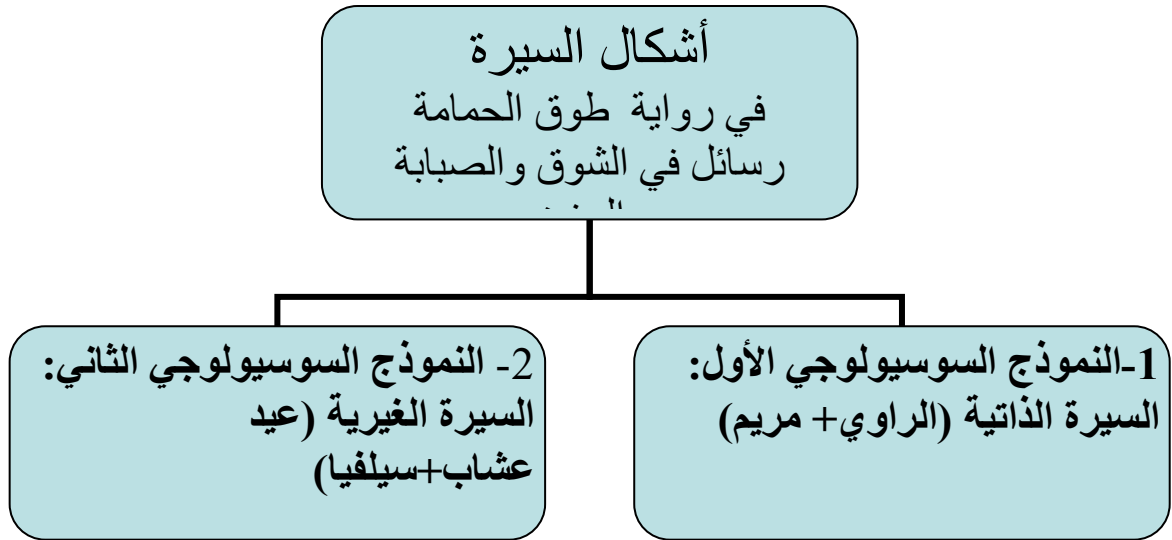 أشكال السيرة
في رواية طوق الحمامة
رسائل في الشوق والصبابة
1-النموذج السوسيولوجي الأول:
السيرة الذاتية (الراوي+ مريم)
2- النموذج السوسيولوجي الثاني:
السيرة الغيرية (عيد
عشاب+سيلفيا)